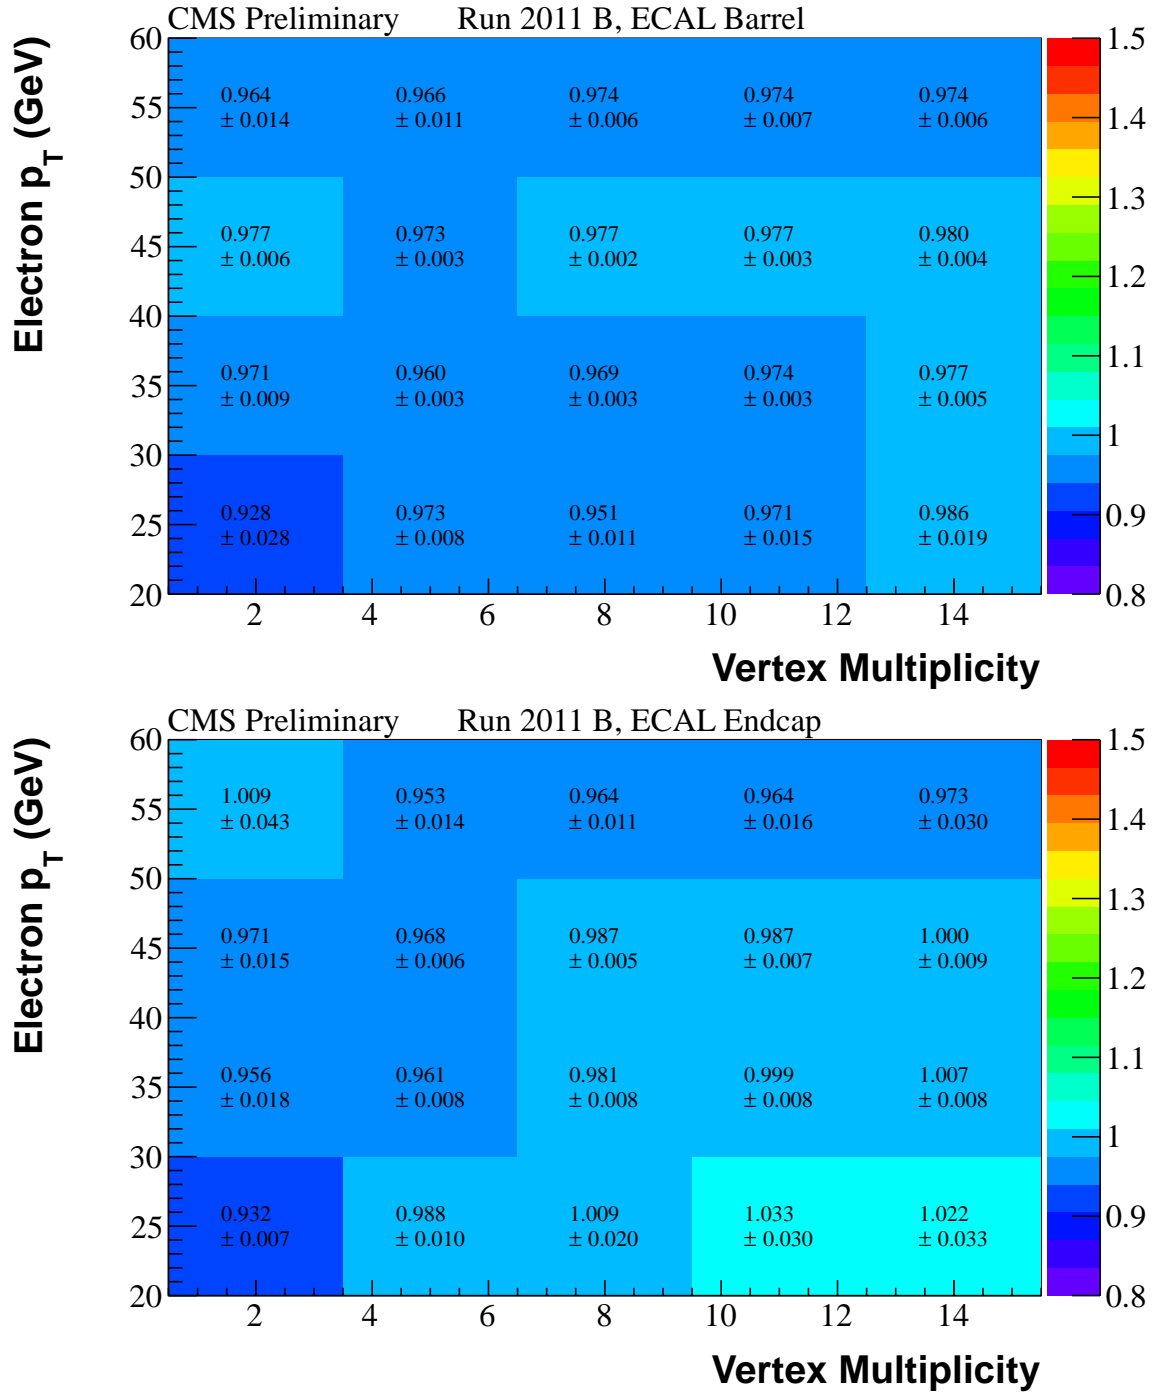 CMS Preliminary Run 2011 B, ECAL Barrel
Electron p_T (GeV)
60
55
50
45
40
35
30
25
20
0.964 0.966 0.974 0.974 0.974
± 0.014 ± 0.011 ± 0.006 ± 0.007 ± 0.006
0.977 0.973 0.977 0.977 0.980
± 0.006 ± 0.003 ± 0.002 ± 0.003 ± 0.004
0.971 0.960 0.969 0.974 0.977
± 0.009 ± 0.003 ± 0.003 ± 0.003 ± 0.005
0.928 0.973 0.951 0.971 0.986
± 0.028 ± 0.008 ± 0.011 ± 0.015 ± 0.019
2 4 6 8 10 12 14
Vertex Multiplicity
1.5
1.4
1.3
1.2
1.1
1
0.9
0.8
CMS Preliminary Run 2011 B, ECAL Endcap
Electron p_T (GeV)
60
55
50
45
40
35
30
25
20
1.009 0.953 0.964 0.964 0.973
± 0.043 ± 0.014 ± 0.011 ± 0.016 ± 0.030
0.971 0.968 0.987 0.987 1.000
± 0.015 ± 0.006 ± 0.005 ± 0.007 ± 0.009
0.956 0.961 0.981 0.999 1.007
± 0.018 ± 0.008 ± 0.008 ± 0.008 ± 0.008
0.932 0.988 1.009 1.033 1.022
± 0.007 ± 0.010 ± 0.020 ± 0.030 ± 0.033
2 4 6 8 10 12 14
Vertex Multiplicity
1.5
1.4
1.3
1.2
1.1
1
0.9
0.8